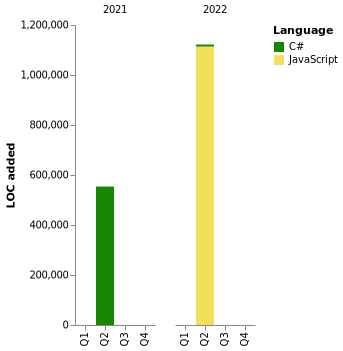 2021
2022
Language
C#
JavaScript
LOC added
1,200,000
1,000,000
800,000
600,000
400,000
200,000
0
Q1
Q2
Q3
Q4
Q1
Q2
Q3
Q4